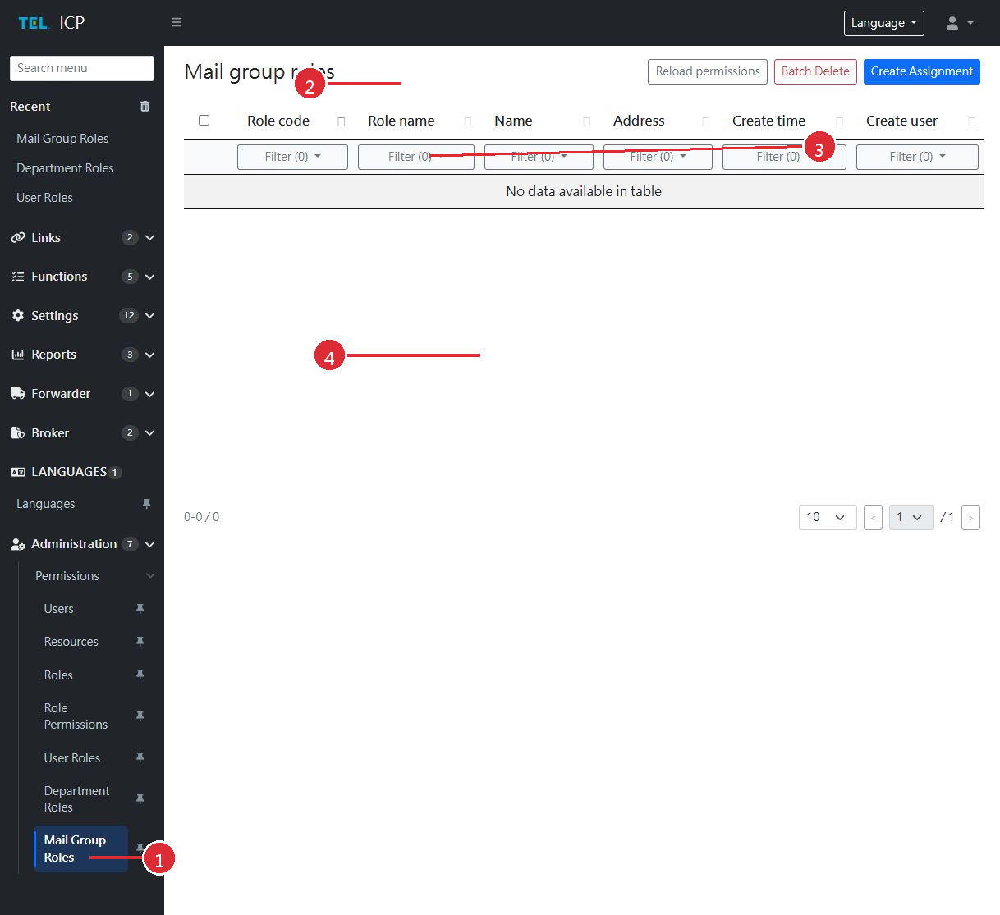 TEL ICP
Language
Search menu
Mail group roles
Reload permissions
Batch Delete
Create Assignment
2
Recent
Mail Group Roles
Department Roles
User Roles
Role code
Role name
Name
Address
Create time
Create user
Filter (0)
Filter (0)
Filter (0)
Filter (0)
Filter (0)
Filter (0)
3
No data available in table
Links 2
Functions 5
Settings 12
Reports 3
4
Forwarder 1
Broker 2
LANGUAGES 1
Languages
0-0 / 0
10
<
1
/ 1
>
Administration 7
Permissions
Users
Resources
Roles
Role
Permissions
User Roles
Department
Roles
Mail Group
Roles
1